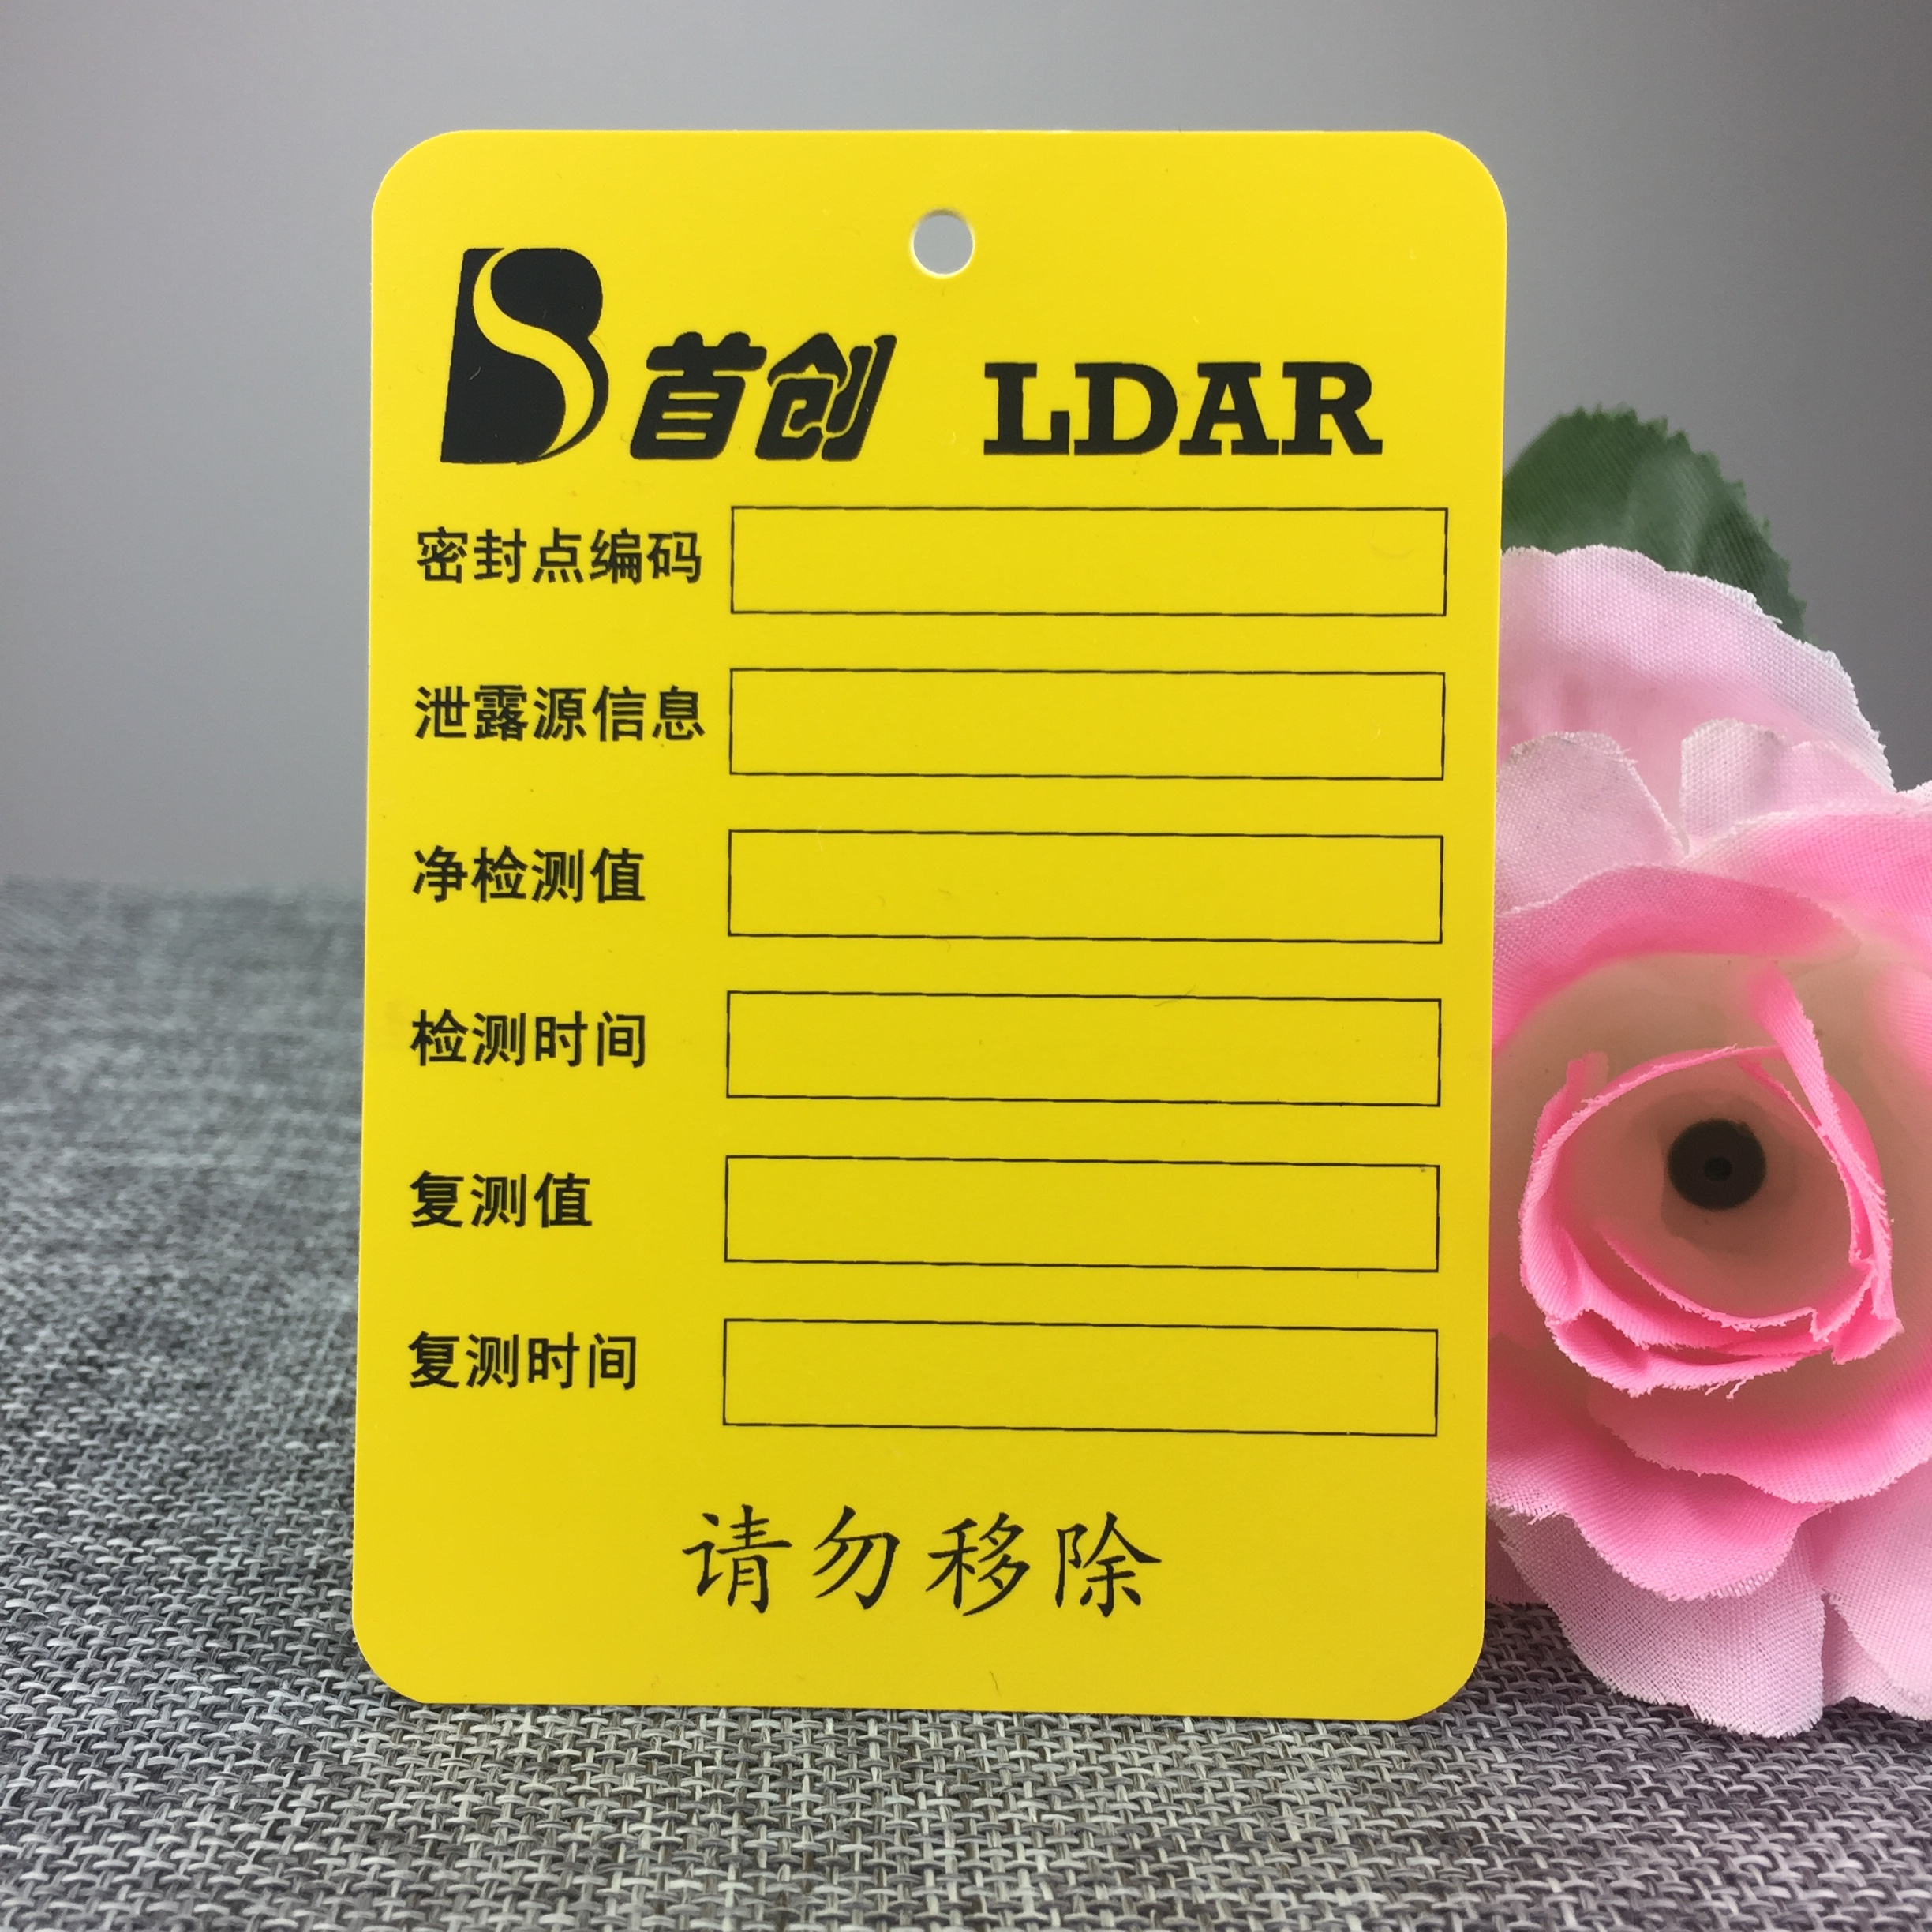 首创 LDAR
密封点编码
泄露源信息
净检测值
检测时间
复测值
复测时间
请勿移除